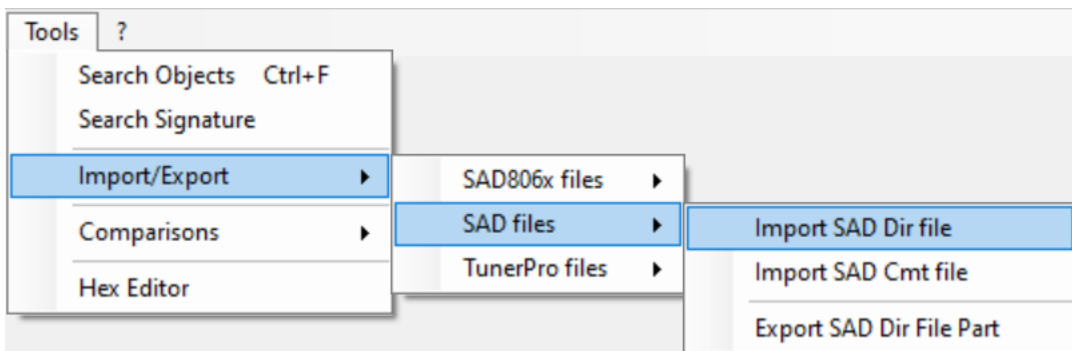 Tools ?
Search Objects Ctrl+F
Search Signature
Import/Export
Comparisons
Hex Editor
SAD806x files
SAD files
TunerPro files
Import SAD Dir file
Import SAD Cmt file
Export SAD Dir File Part